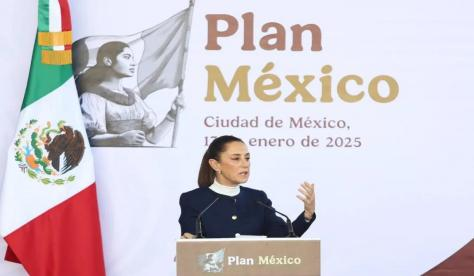 Plan
México
Ciudad de México,
de enero de 2025
Plan México